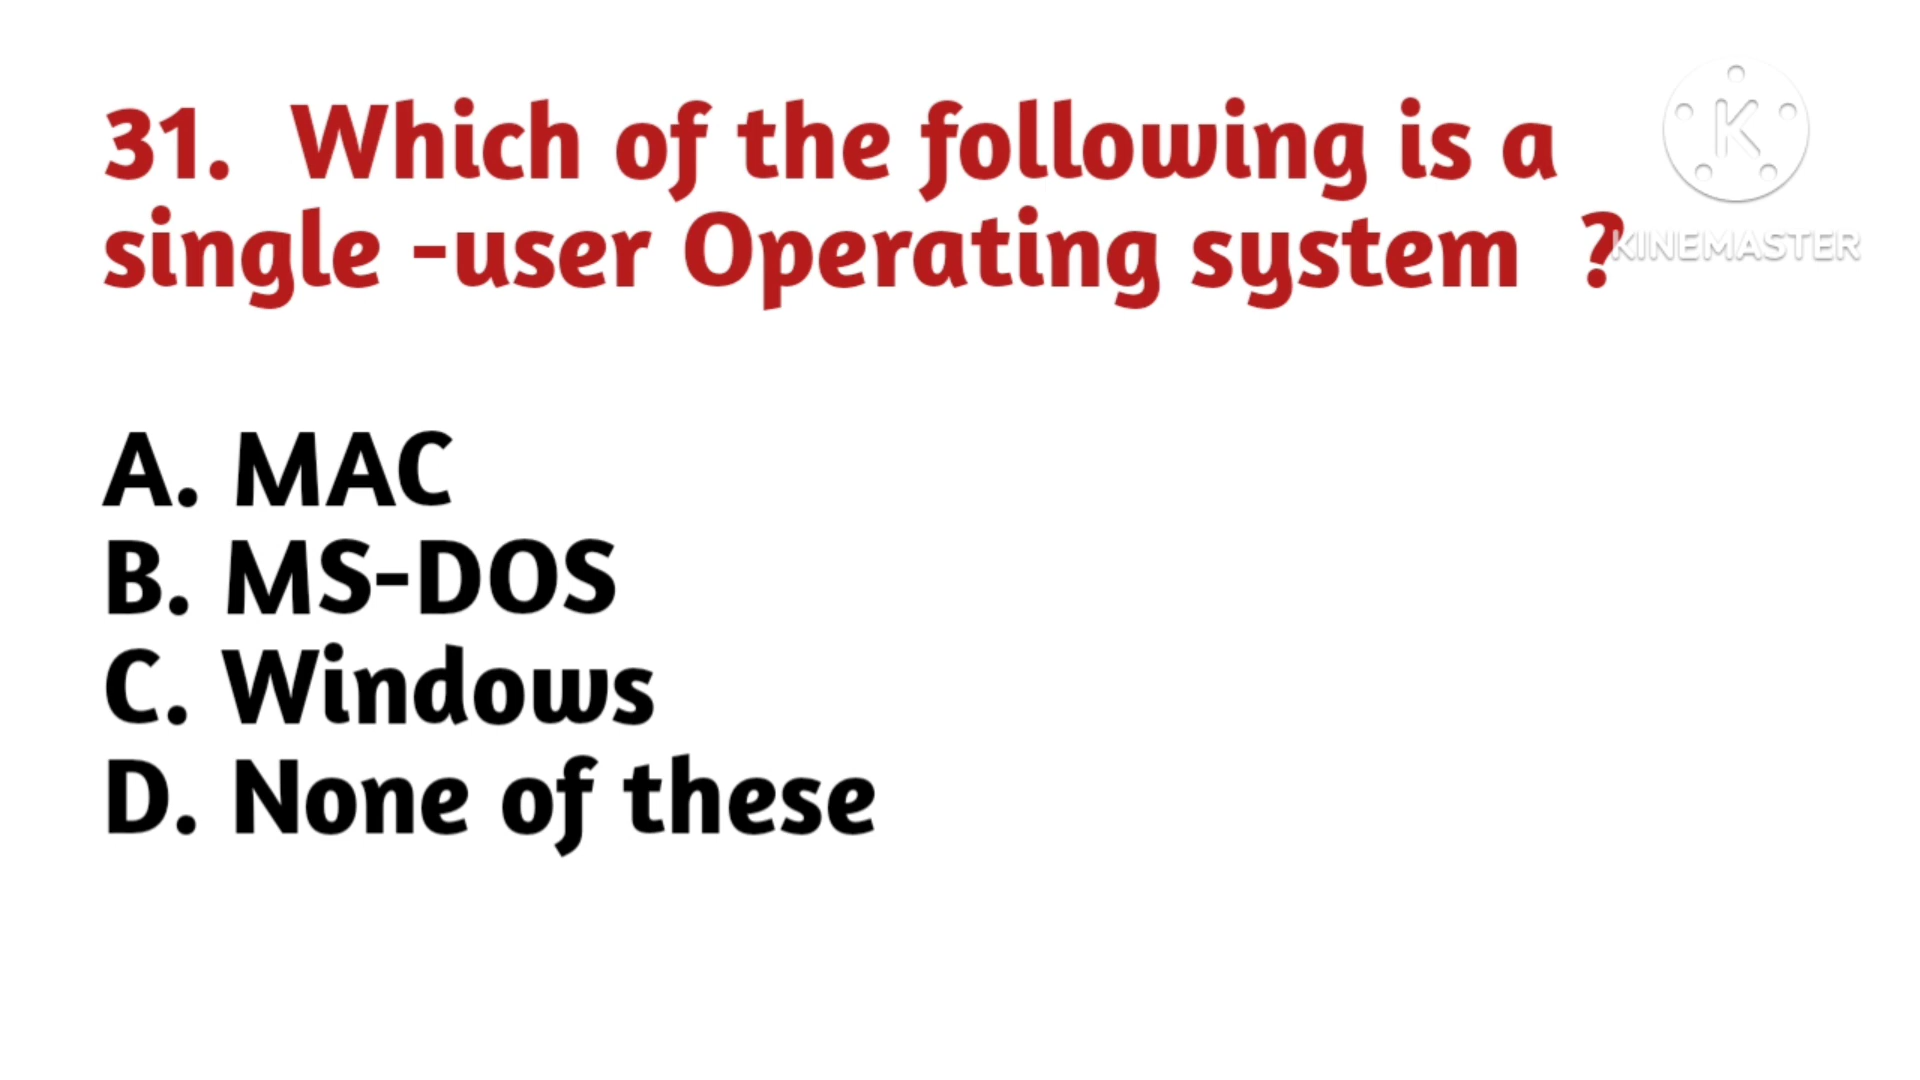 31. Which of the following is a
single -user Operating system ?
K
KINEMASTER
A. MAC
B. MS-DOS
C. Windows
D. None of these